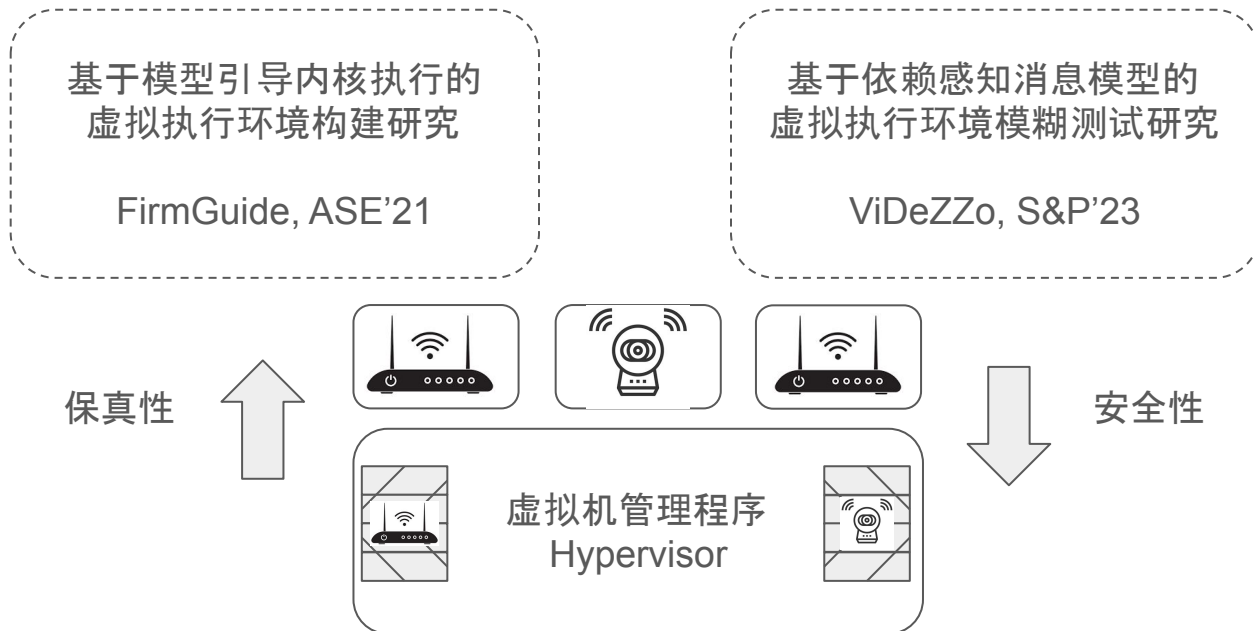 基于模型引导内核执行的
虚拟执行环境构建研究
FirmGuide, ASE’21
基于依赖感知消息模型的
虚拟执行环境模糊测试研究
ViDeZZo, S&P’23
保真性
安全性
虚拟机管理程序
Hypervisor